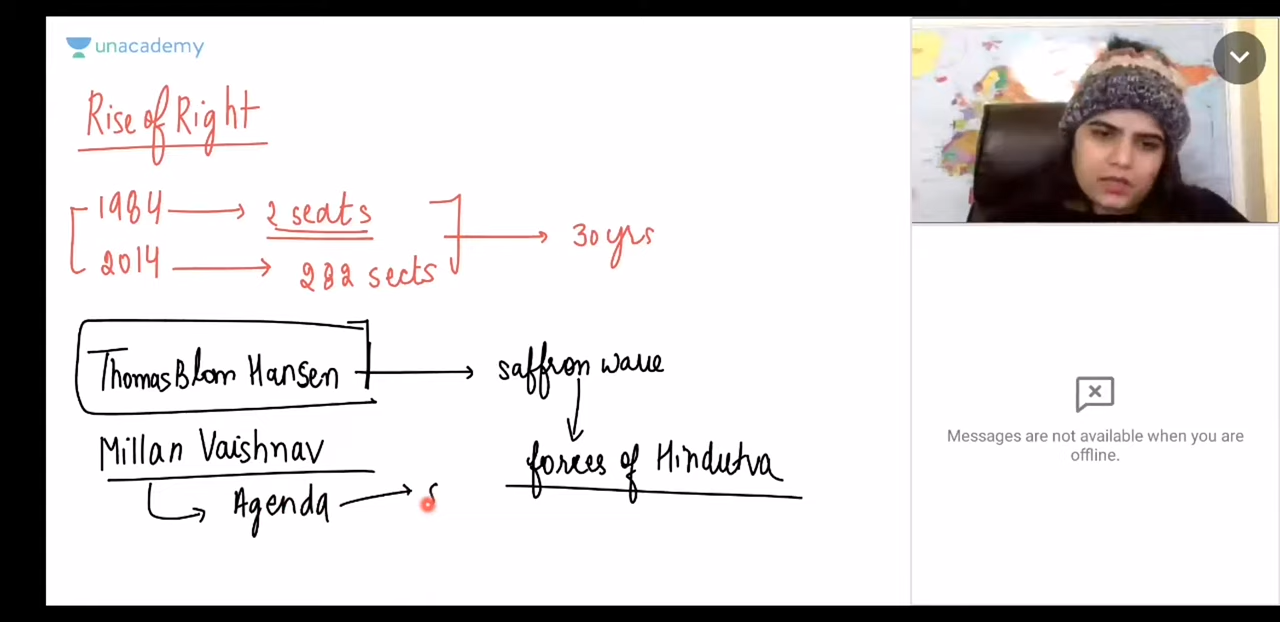 unacademy
Rise of Right
1984 → 2 seats
2014 → 282 seats
→ 30 yrs
Thomas Blom Hansen → saffron wave
Millan Vaishnav
forces of Hindutva
Agenda →
Messages are not available when you are
offline.